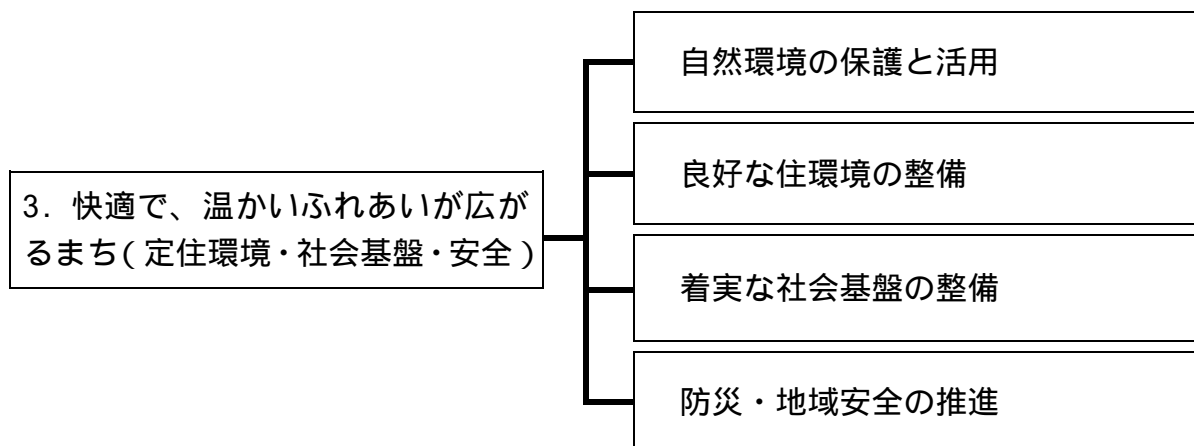 3. 快適で、温かいふれあいが広が
るまち(定住環境・社会基盤・安全)
自然環境の保護と活用
良好な住環境の整備
着実な社会基盤の整備
防災・地域安全の推進